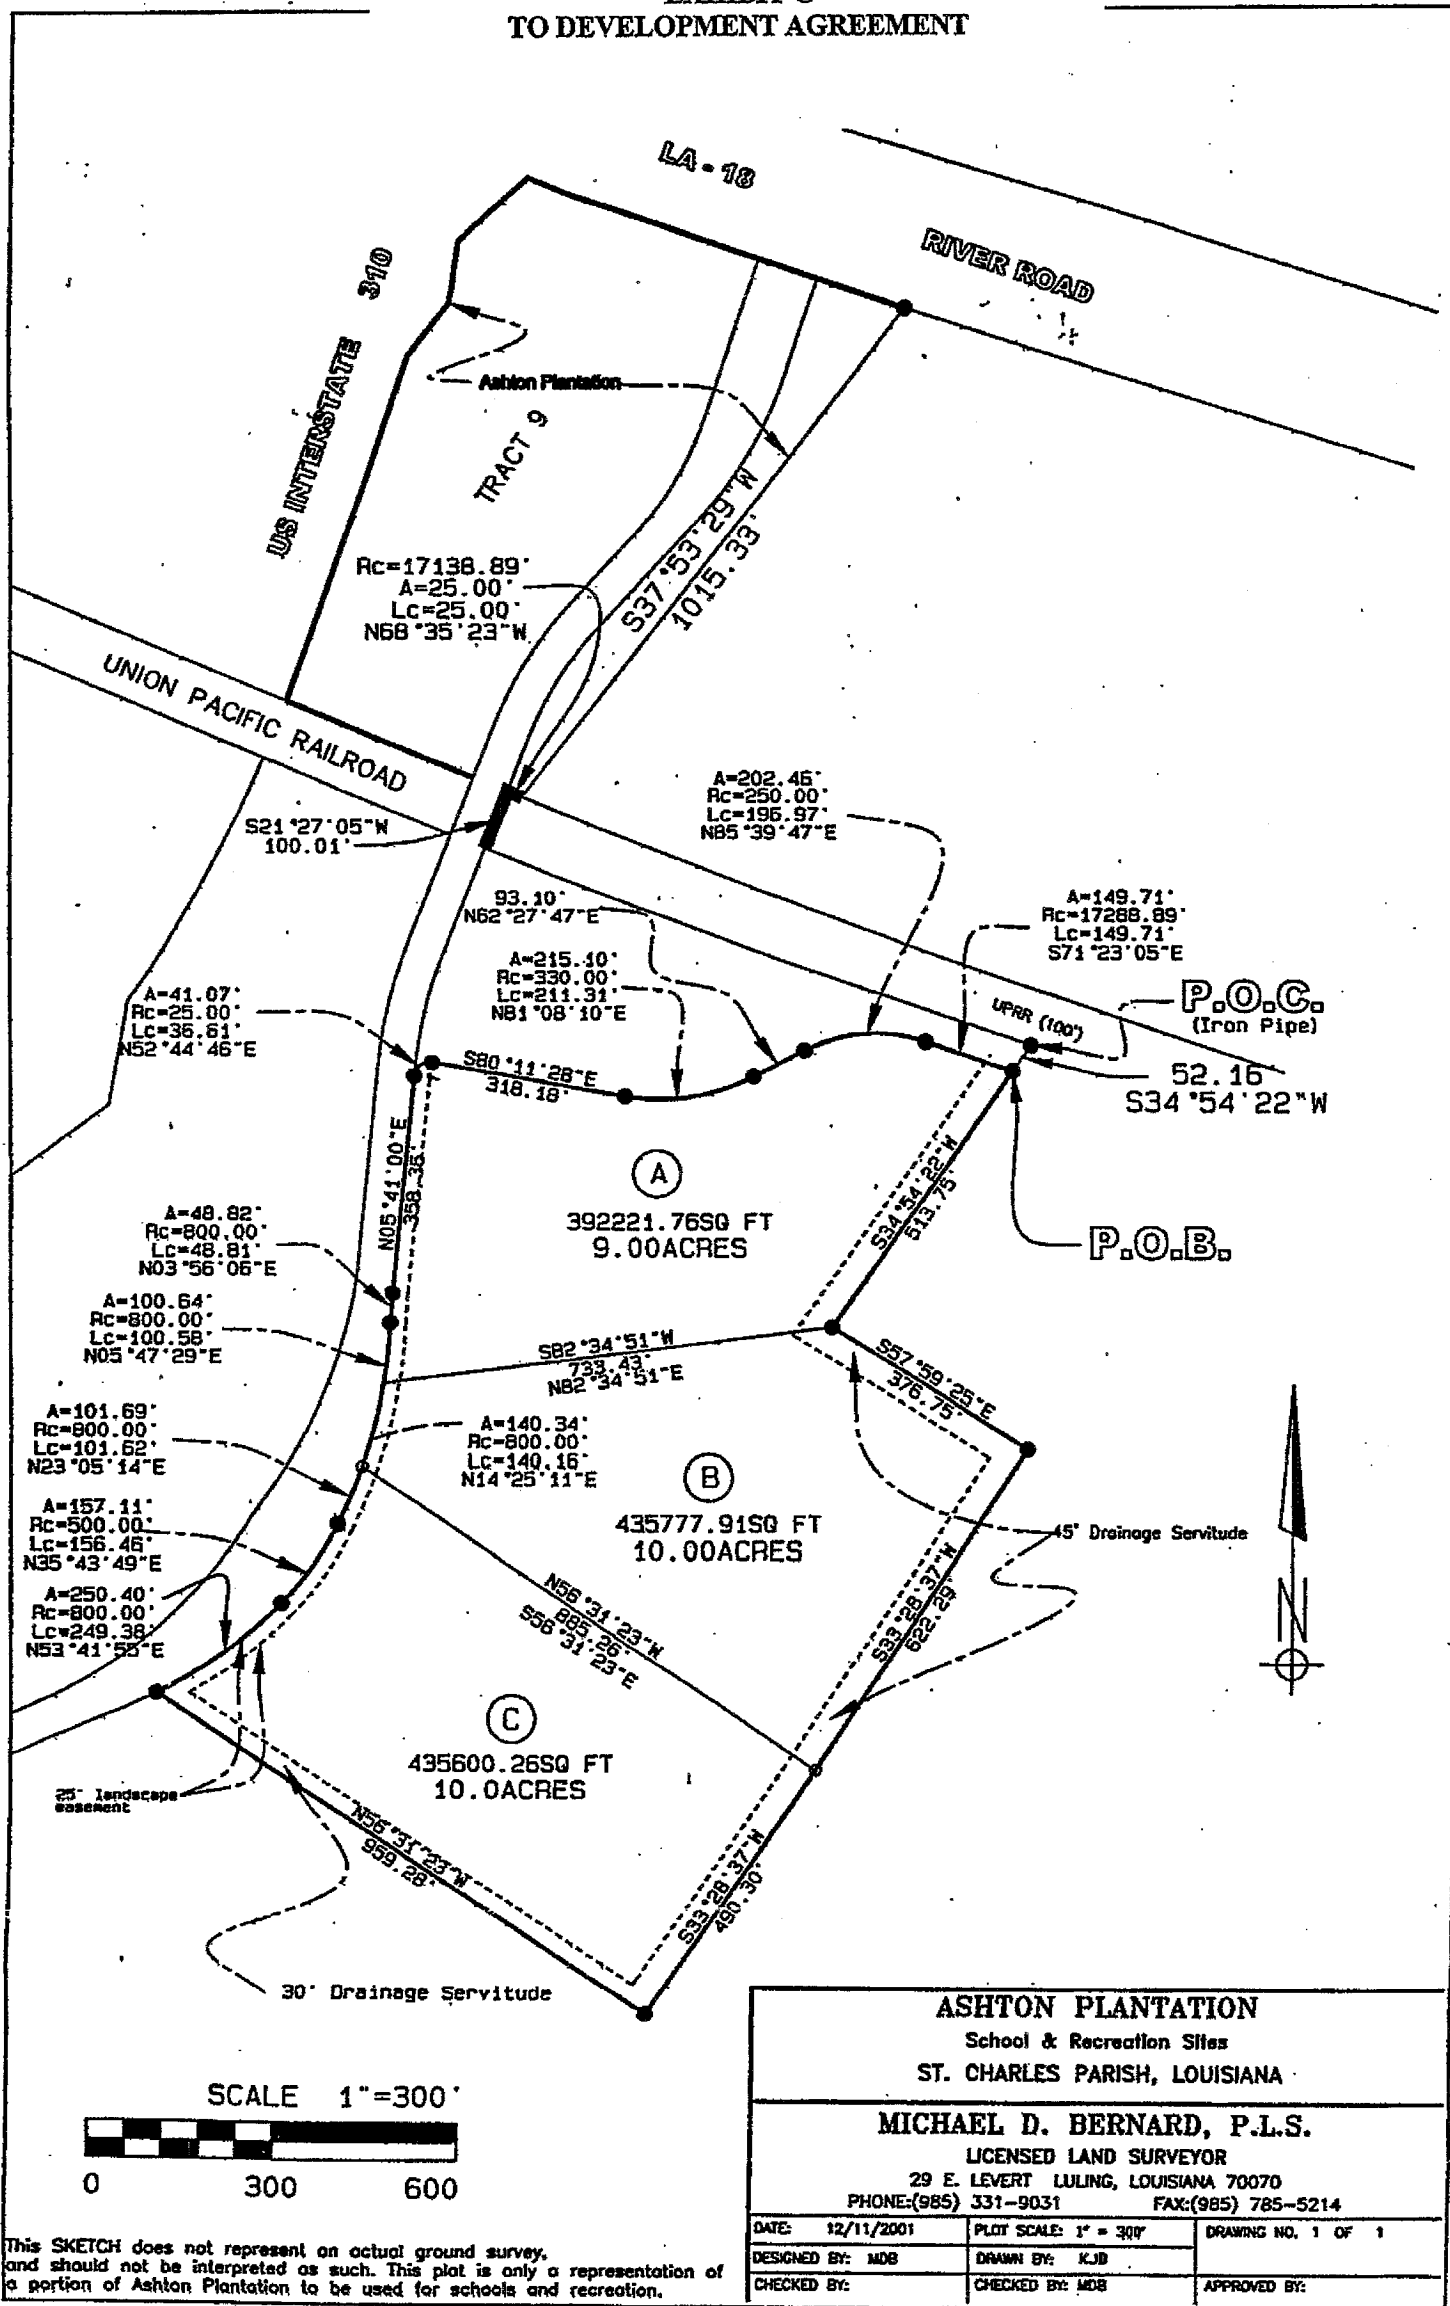 TO DEVELOPMENT AGREEMENT
LA - 18
RIVER ROAD
US INTERSTATE 310
Ashton Plantation
TRACT 9
S37°53'29"W
1015.33'
Rc=17138.89'
A=25.00'
Lc=25.00'
N68°35'23"W
UNION PACIFIC RAILROAD
S21°27'05"W
100.01'
A=202.46'
Rc=250.00'
Lc=196.97'
N85°39'47"E
93.10'
N62°27'47"E
A=149.71'
Rc=17288.89'
Lc=149.71'
S71°23'05"E
A=215.10'
Rc=330.00'
Lc=211.31'
N81°08'10"E
A=41.07'
Rc=25.00'
Lc=36.61'
N52°44'46"E
P.O.C.
(Iron Pipe)
UPRR (100')
52.16
S34°54'22"W
S80°11'28"E
318.18'
N05°41'00"E
358.36'
A
392221.76SQ FT
9.00ACRES
S34°54'22"W
513.75'
P.O.B.
A=48.82'
Rc=800.00'
Lc=48.81'
N03°56'06"E
A=100.64'
Rc=800.00'
Lc=100.58'
N05°47'29"E
S82°34'51"W
733.43'
N82°34'51"E
S57°59'25"E
376.75'
A=101.69'
Rc=800.00'
Lc=101.62'
N23°05'14"E
A=140.34'
Rc=800.00'
Lc=140.16'
N14°25'11"E
B
435777.91SQ FT
10.00ACRES
A=157.11'
Rc=500.00'
Lc=156.46'
N35°43'49"E
45' Drainage Servitude
A=250.40'
Rc=800.00'
Lc=249.38'
N53°41'55"E
N56°31'23"W
885.26'
S56°31'23"E
S33°28'37"W
622.29'
N
C
435600.26SQ FT
10.0ACRES
25' landscape
easement
N56°31'23"W
959.28'
S33°28'37"W
490.30'
30' Drainage Servitude
SCALE 1"=300'
0 300 600
This SKETCH does not represent an actual ground survey,
and should not be interpreted as such. This plat is only a representation of
a portion of Ashton Plantation to be used for schools and recreation.
ASHTON PLANTATION
School & Recreation Sites
ST. CHARLES PARISH, LOUISIANA
MICHAEL D. BERNARD, P.L.S.
LICENSED LAND SURVEYOR
29 E. LEVERT LULING, LOUISIANA 70070
PHONE:(985) 331-9031 FAX:(985) 785-5214
DATE: 12/11/2001 PLOT SCALE: 1" = 300' DRAWING NO. 1 OF 1
DESIGNED BY: MDB DRAWN BY: KJB
CHECKED BY: CHECKED BY: MDB APPROVED BY: